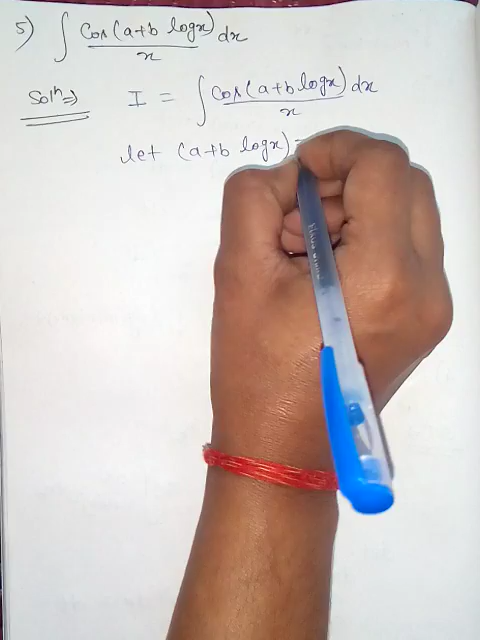 5) ∫ Cos(a+b logx)/x dx
Solⁿ⇒ I = ∫ Cos(a+b logx)/x dx
let (a+b logx) =